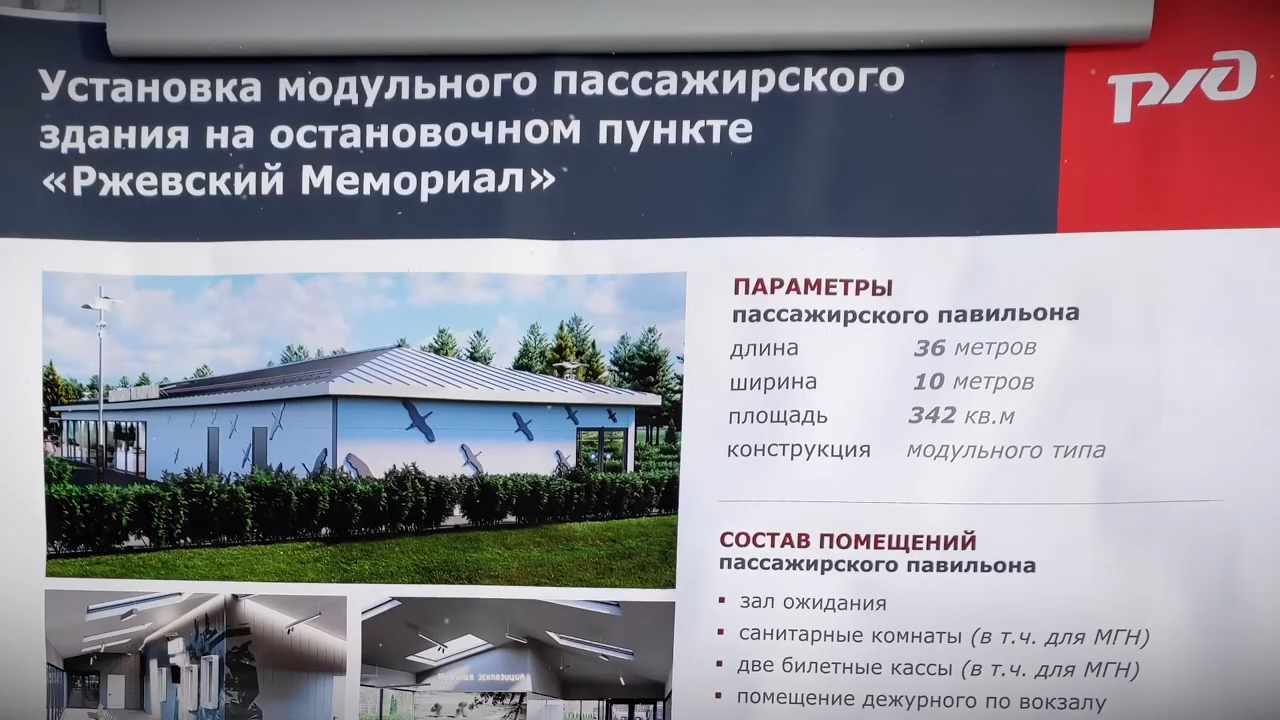 Установка модульного пассажирского
здания на остановочном пункте
«Ржевский Мемориал»
ржд
ПАРАМЕТРЫ
пассажирского павильона
длина 36 метров
ширина 10 метров
площадь 342 кв.м
конструкция модульного типа
СОСТАВ ПОМЕЩЕНИЙ
пассажирского павильона
▪ зал ожидания
▪ санитарные комнаты (в т.ч. для МГН)
▪ две билетные кассы (в т.ч. для МГН)
▪ помещение дежурного по вокзалу
Музейная экспозиция